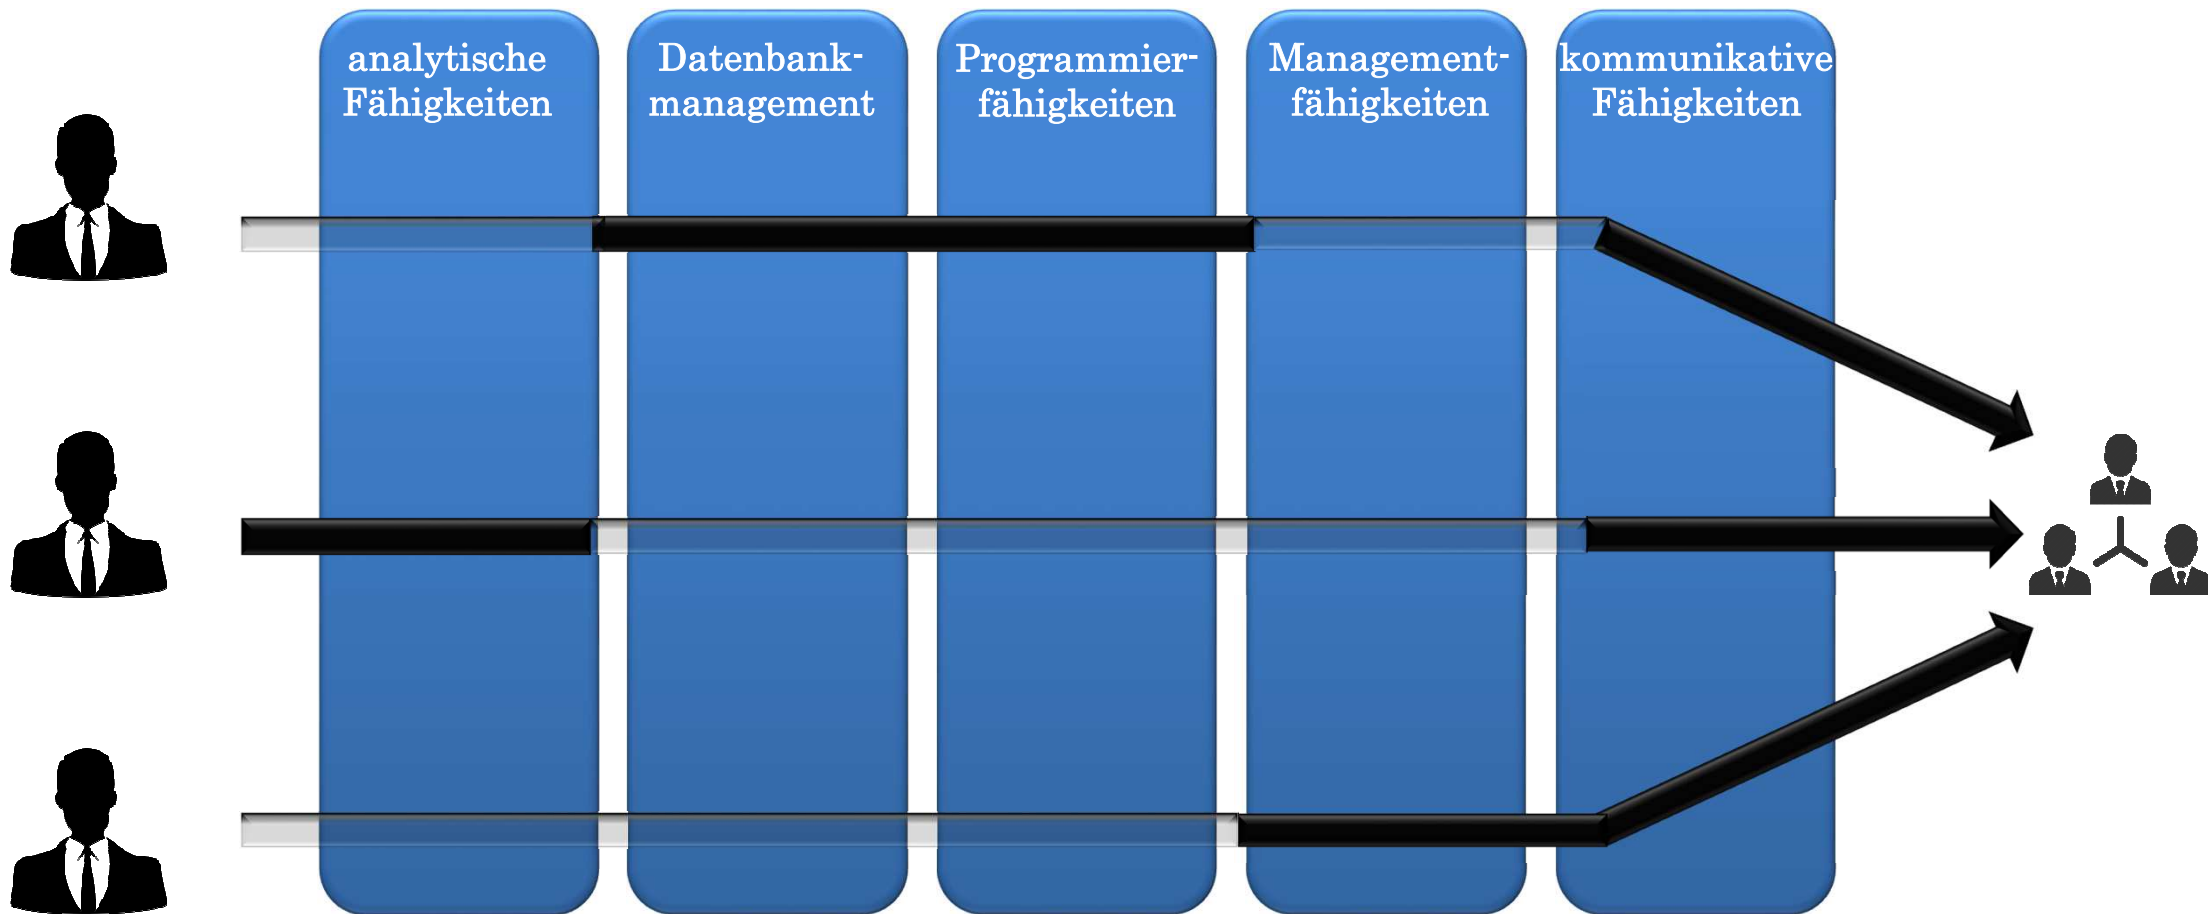 analytische
Fähigkeiten
Datenbank-
management
Programmier-
fähigkeiten
Management-
fähigkeiten
kommunikative
Fähigkeiten